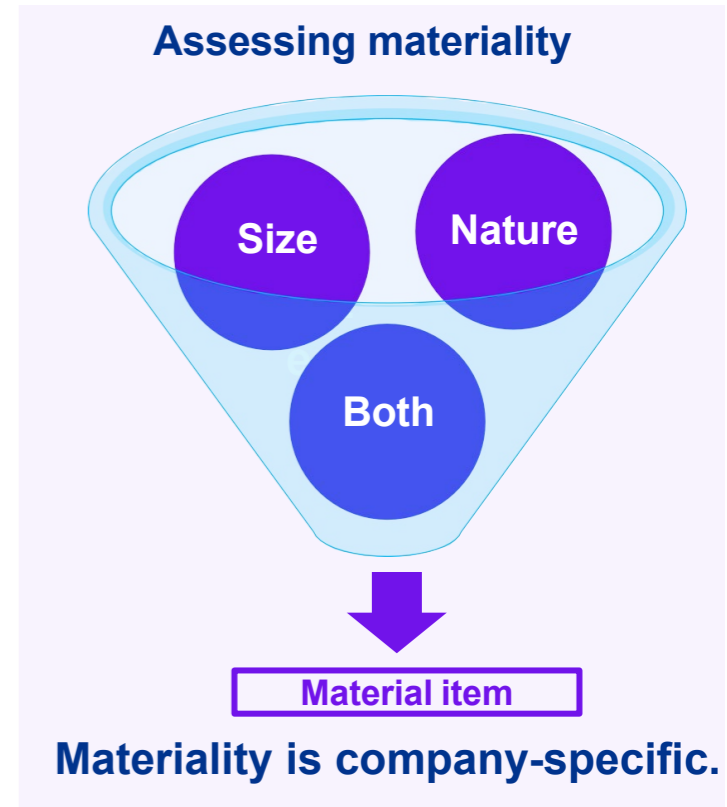 Assessing materiality
Size
Nature
Both
Material item
Materiality is company-specific.